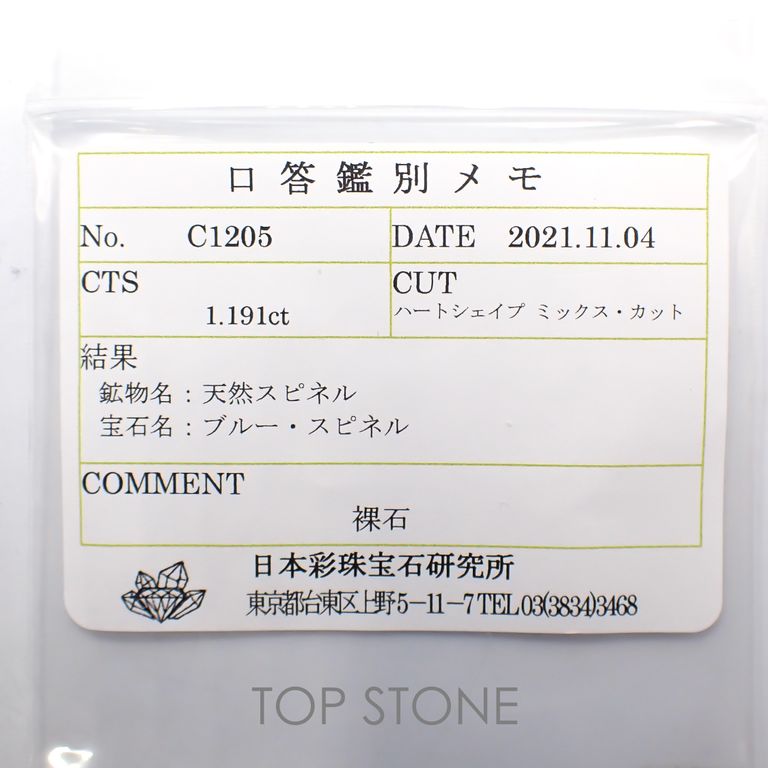 口答鑑別メモ
No. C1205
DATE 2021.11.04
CTS
1.191ct
CUT
ハートシェイプ ミックス・カット
結果
鉱物名：天然スピネル
宝石名：ブルー・スピネル
COMMENT
裸石
日本彩珠宝石研究所
東京都台東区上野5-11-7 TEL03(3834)3468
TOP STONE